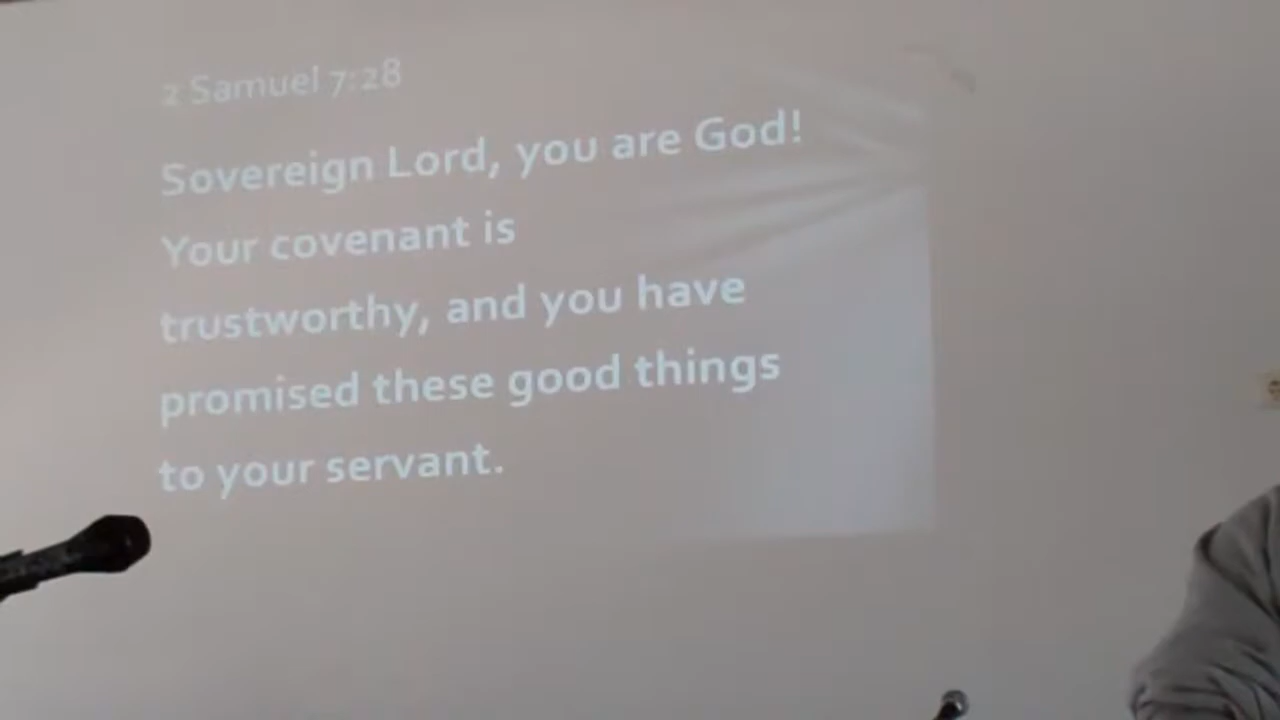 2 Samuel 7:28
Sovereign Lord, you are God!
Your covenant is
trustworthy, and you have
promised these good things
to your servant.